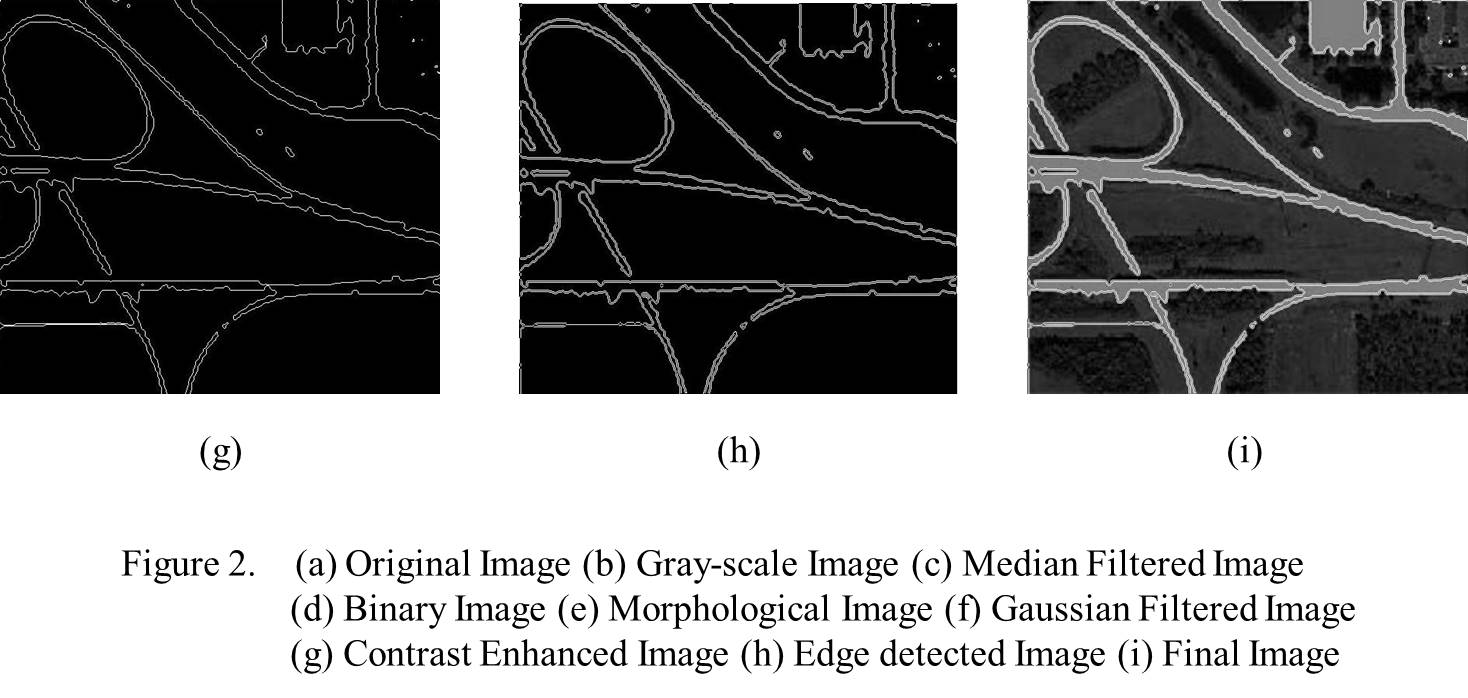 (g) (h) (i)
Figure 2. (a) Original Image (b) Gray-scale Image (c) Median Filtered Image
(d) Binary Image (e) Morphological Image (f) Gaussian Filtered Image
(g) Contrast Enhanced Image (h) Edge detected Image (i) Final Image